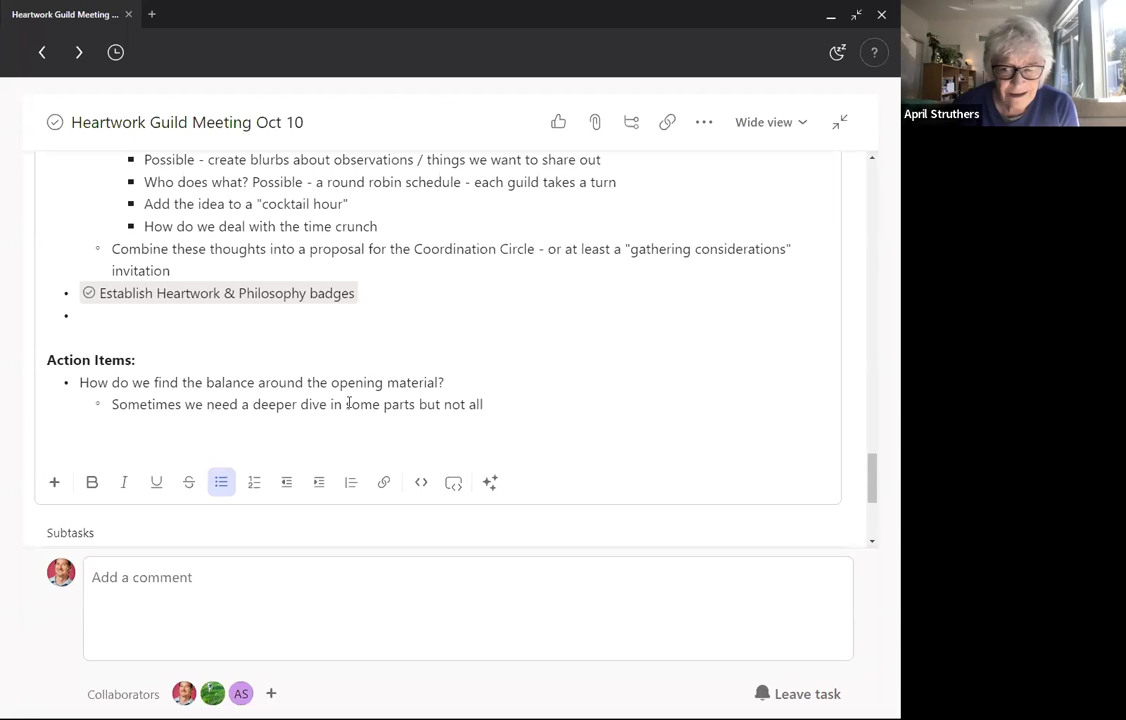 Heartwork Guild Meeting ...
April Struthers
Heartwork Guild Meeting Oct 10
Wide view
Possible - create blurbs about observations / things we want to share out
Who does what? Possible - a round robin schedule - each guild takes a turn
Add the idea to a "cocktail hour"
How do we deal with the time crunch
Combine these thoughts into a proposal for the Coordination Circle - or at least a "gathering considerations"
invitation
Establish Heartwork & Philosophy badges
Action Items:
How do we find the balance around the opening material?
Sometimes we need a deeper dive in some parts but not all
Subtasks
Add a comment
Collaborators
AS
Leave task